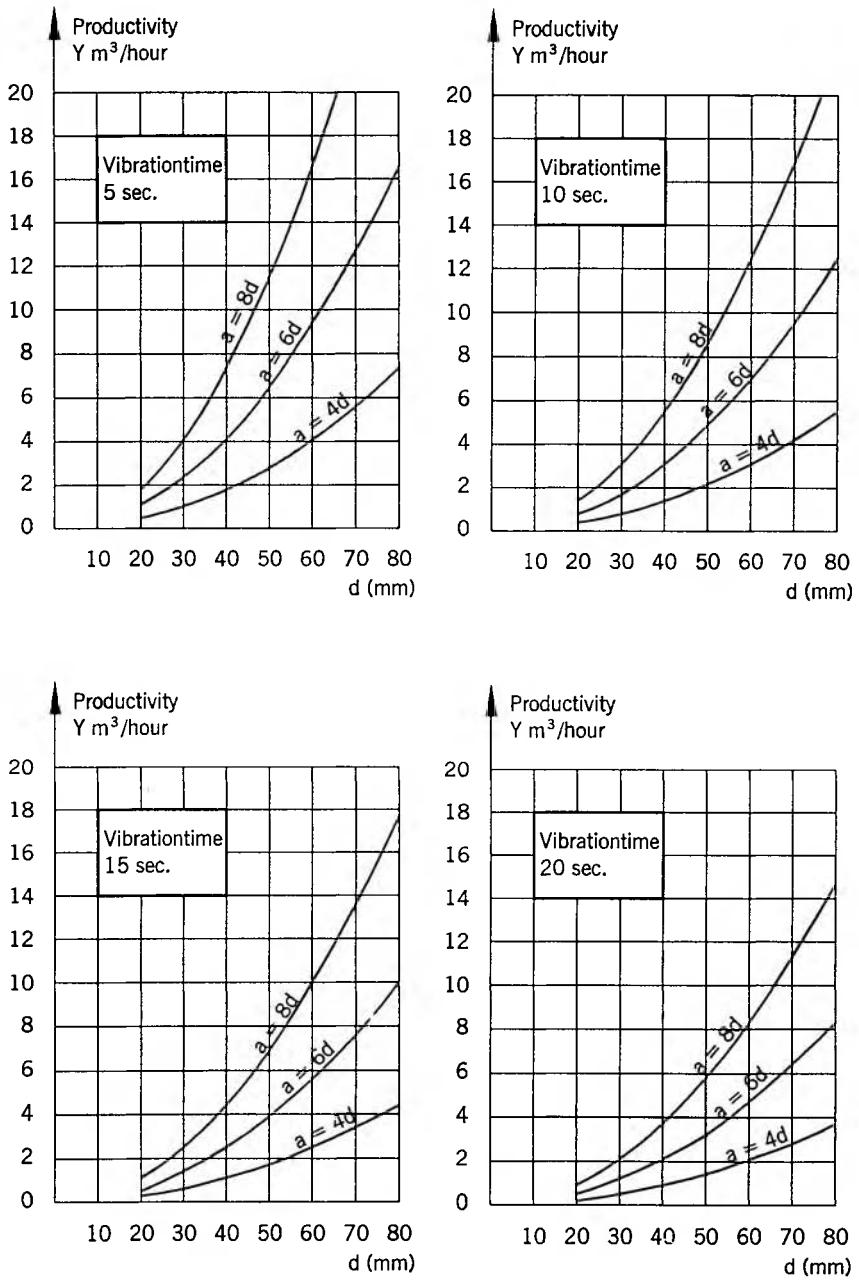 Productivity
Y m³/hour
20
18
16
14
12
10
8
6
4
2
0
Vibrationtime
5 sec.
a = 8d
a = 6d
a = 4d
10 20 30 40 50 60 70 80
d (mm)
Productivity
Y m³/hour
20
18
16
14
12
10
8
6
4
2
0
Vibrationtime
10 sec.
a = 8d
a = 6d
a = 4d
10 20 30 40 50 60 70 80
d (mm)
Productivity
Y m³/hour
20
18
16
14
12
10
8
6
4
2
0
Vibrationtime
15 sec.
a = 8d
a = 6d
a = 4d
10 20 30 40 50 60 70 80
d (mm)
Productivity
Y m³/hour
20
18
16
14
12
10
8
6
4
2
0
Vibrationtime
20 sec.
a = 8d
a = 6d
a = 4d
10 20 30 40 50 60 70 80
d (mm)